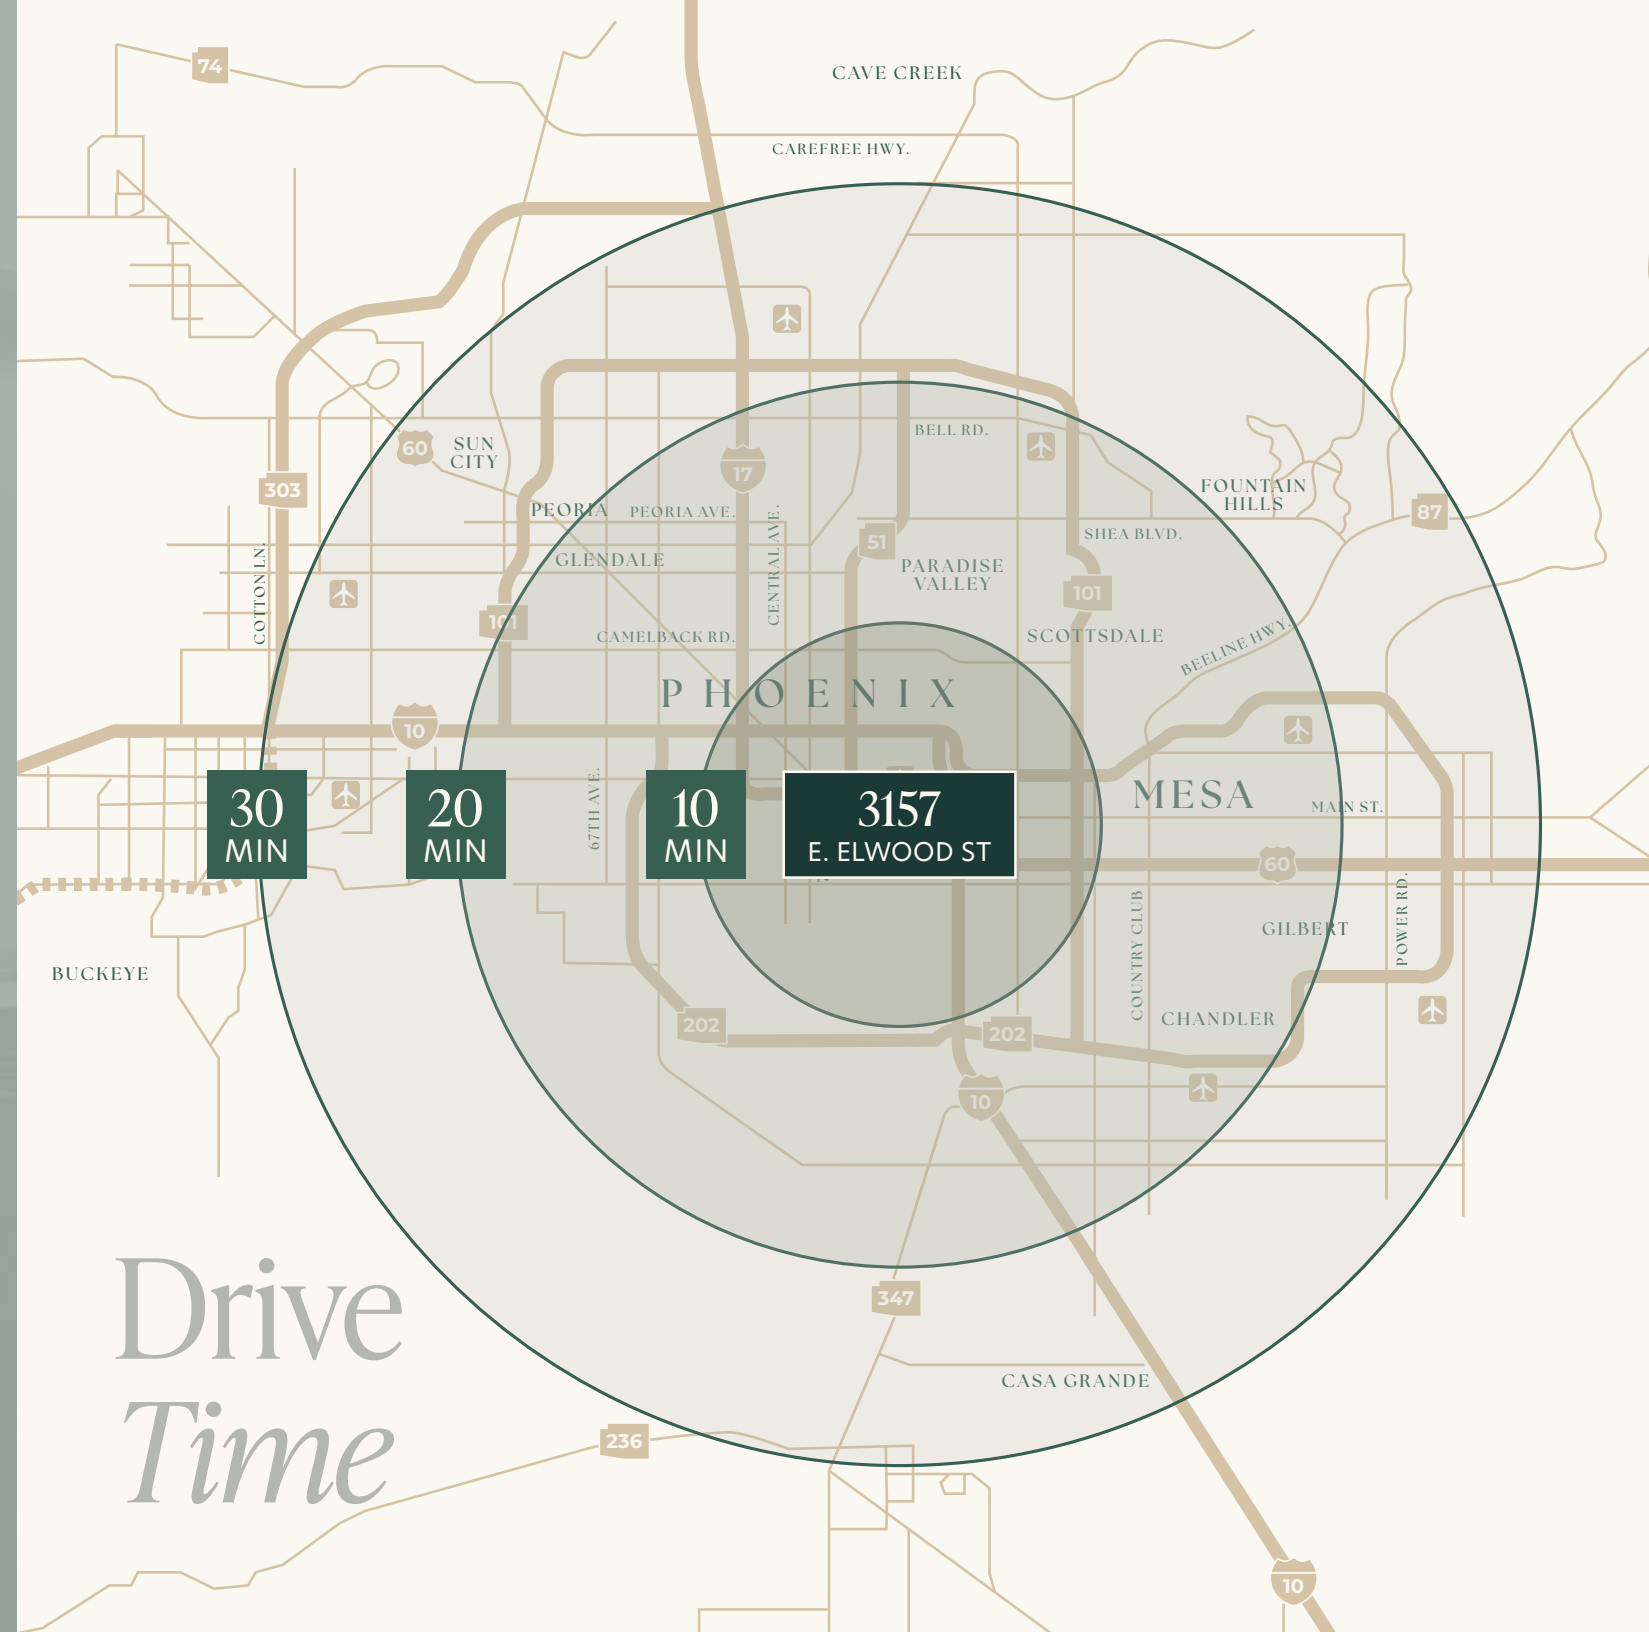 74
CAVE CREEK
CAREFREE HWY.
BELL RD.
SUN
CITY
60
17
303
FOUNTAIN
HILLS
87
PEORIA
PEORIA AVE.
CENTRAL AVE.
SHEA BLVD.
51
GLENDALE
PARADISE
VALLEY
COTTON LN.
101
101
CAMELBACK RD.
SCOTTSDALE
BEELINE HWY.
PHOENIX
10
30
MIN
20
MIN
67TH AVE.
10
MIN
3157
E. ELWOOD ST
MESA
MAIN ST.
60
COUNTRY CLUB
GILBERT
POWER RD.
BUCKEYE
202
202
CHANDLER
10
347
CASA GRANDE
Drive
Time
236
10